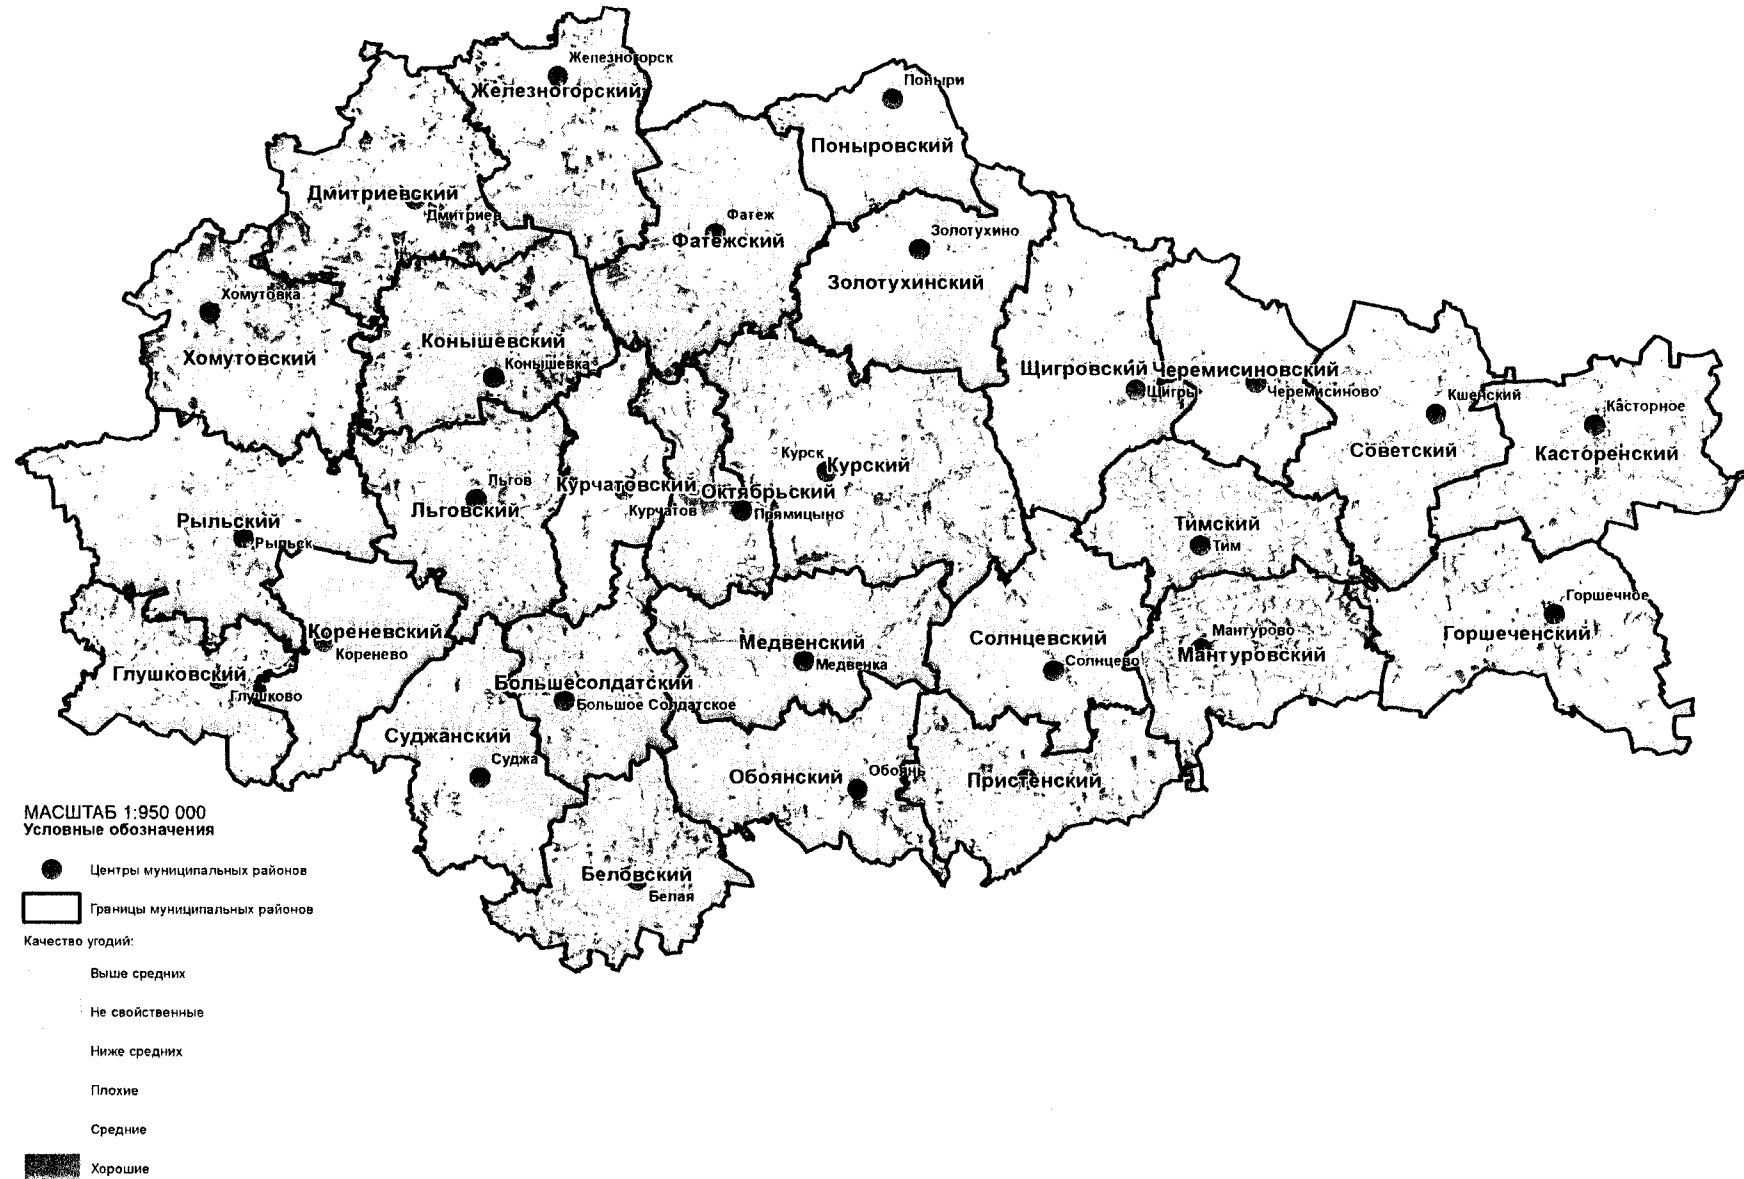 Железногорск
Железногорский
Поныри
Поныровский
Дмитриевский
Дмитриев
Фатеж
Фатежский
Золотухино
Золотухинский
Хомутовка
Хомутовский
Конышевский
Конышевка
Щигровский
Щигры
Черемисиновский
Черемисиново
Кшенский
Советский
Касторное
Касторенский
Курск
Курский
Льгов
Льговский
Курчатовский
Курчатов
Октябрьский
Прямицыно
Рыльский
Рыльск
Тимский
Тим
Горшечное
Горшеченский
Кореневский
Коренево
Медвенский
Медвенка
Солнцевский
Солнцево
Мантурово
Мантуровский
Глушковский
Глушково
Большесолдатский
Большое Солдатское
Суджанский
Суджа
Обоянский
Обоянь
Пристенский
Беловский
Белая
МАСШТАБ 1:950 000
Условные обозначения
Центры муниципальных районов
Границы муниципальных районов
Качество угодий:
Выше средних
Не свойственные
Ниже средних
Плохие
Средние
Хорошие